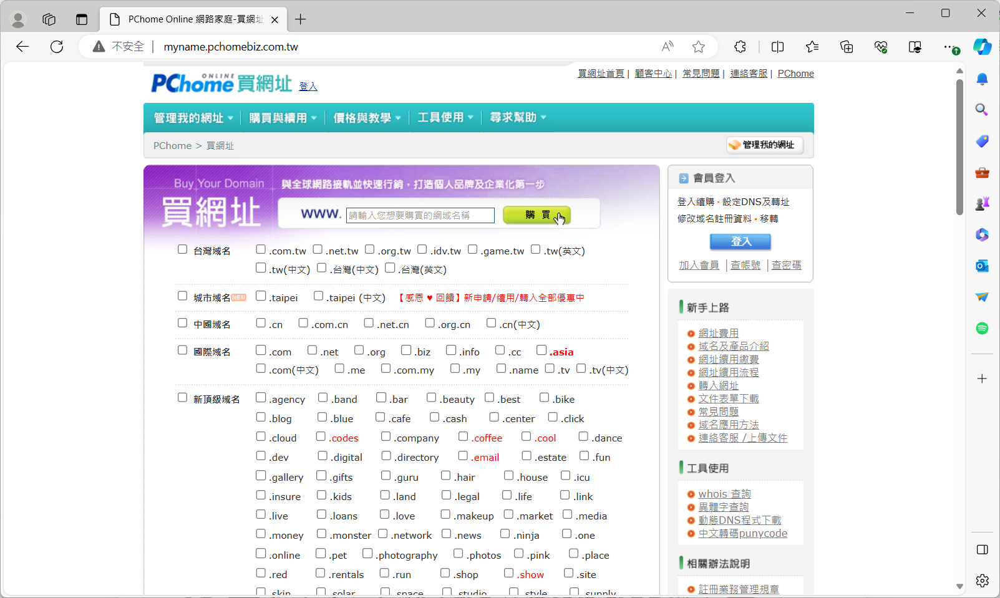 PChome Online 網路家庭-買網址
不安全 myname.pchomebiz.com.tw
買網址首頁 | 顧客中心 | 常見問題 | 連絡客服 | PChome
PChome ONLINE 買網址 登入
管理我的網址 購買與續用 價格與教學 工具使用 尋求幫助
PChome > 買網址
管理我的網址
Buy Your Domain
買網址
與全球網路接軌並快速行銷，打造個人品牌及企業化第一步
www. 請輸入您想要購買的網域名稱 購 買
台灣域名 .com.tw .net.tw .org.tw .idv.tw .game.tw .tw(英文)
.tw(中文) .台灣(中文) .台灣(英文)
城市域名 NEW .taipei .taipei (中文) 【感恩 ♥ 回饋】新申請/續用/轉入全部優惠中
中國域名 .cn .com.cn .net.cn .org.cn .cn(中文)
國際域名 .com .net .org .biz .info .cc .asia
.com(中文) .me .com.my .my .name .tv .tv(中文)
新頂級域名 .agency .band .bar .beauty .best .bike
.blog .blue .cafe .cash .center .click
.cloud .codes .company .coffee .cool .dance
.dev .digital .directory .email .estate .fun
.gallery .gifts .guru .hair .house .icu
.insure .kids .land .legal .life .link
.live .loans .love .makeup .market .media
.money .monster .network .news .ninja .one
.online .pet .photography .photos .pink .place
.red .rentals .run .shop .show .site
.skin .solar .space .studio .style .supply
會員登入
登入續購・設定DNS及轉址
修改域名註冊資料・移轉
登入
加入會員 | 查帳號 | 查密碼
新手上路
網址費用
域名及產品介紹
網址續用繳費
網址續用流程
轉入網址
文件表單下載
常見問題
域名應用方法
連絡客服 /上傳文件
工具使用
whois 查詢
異體字查詢
動態DNS程式下載
中文轉碼punycode
相關辦法說明
註冊業務管理規章